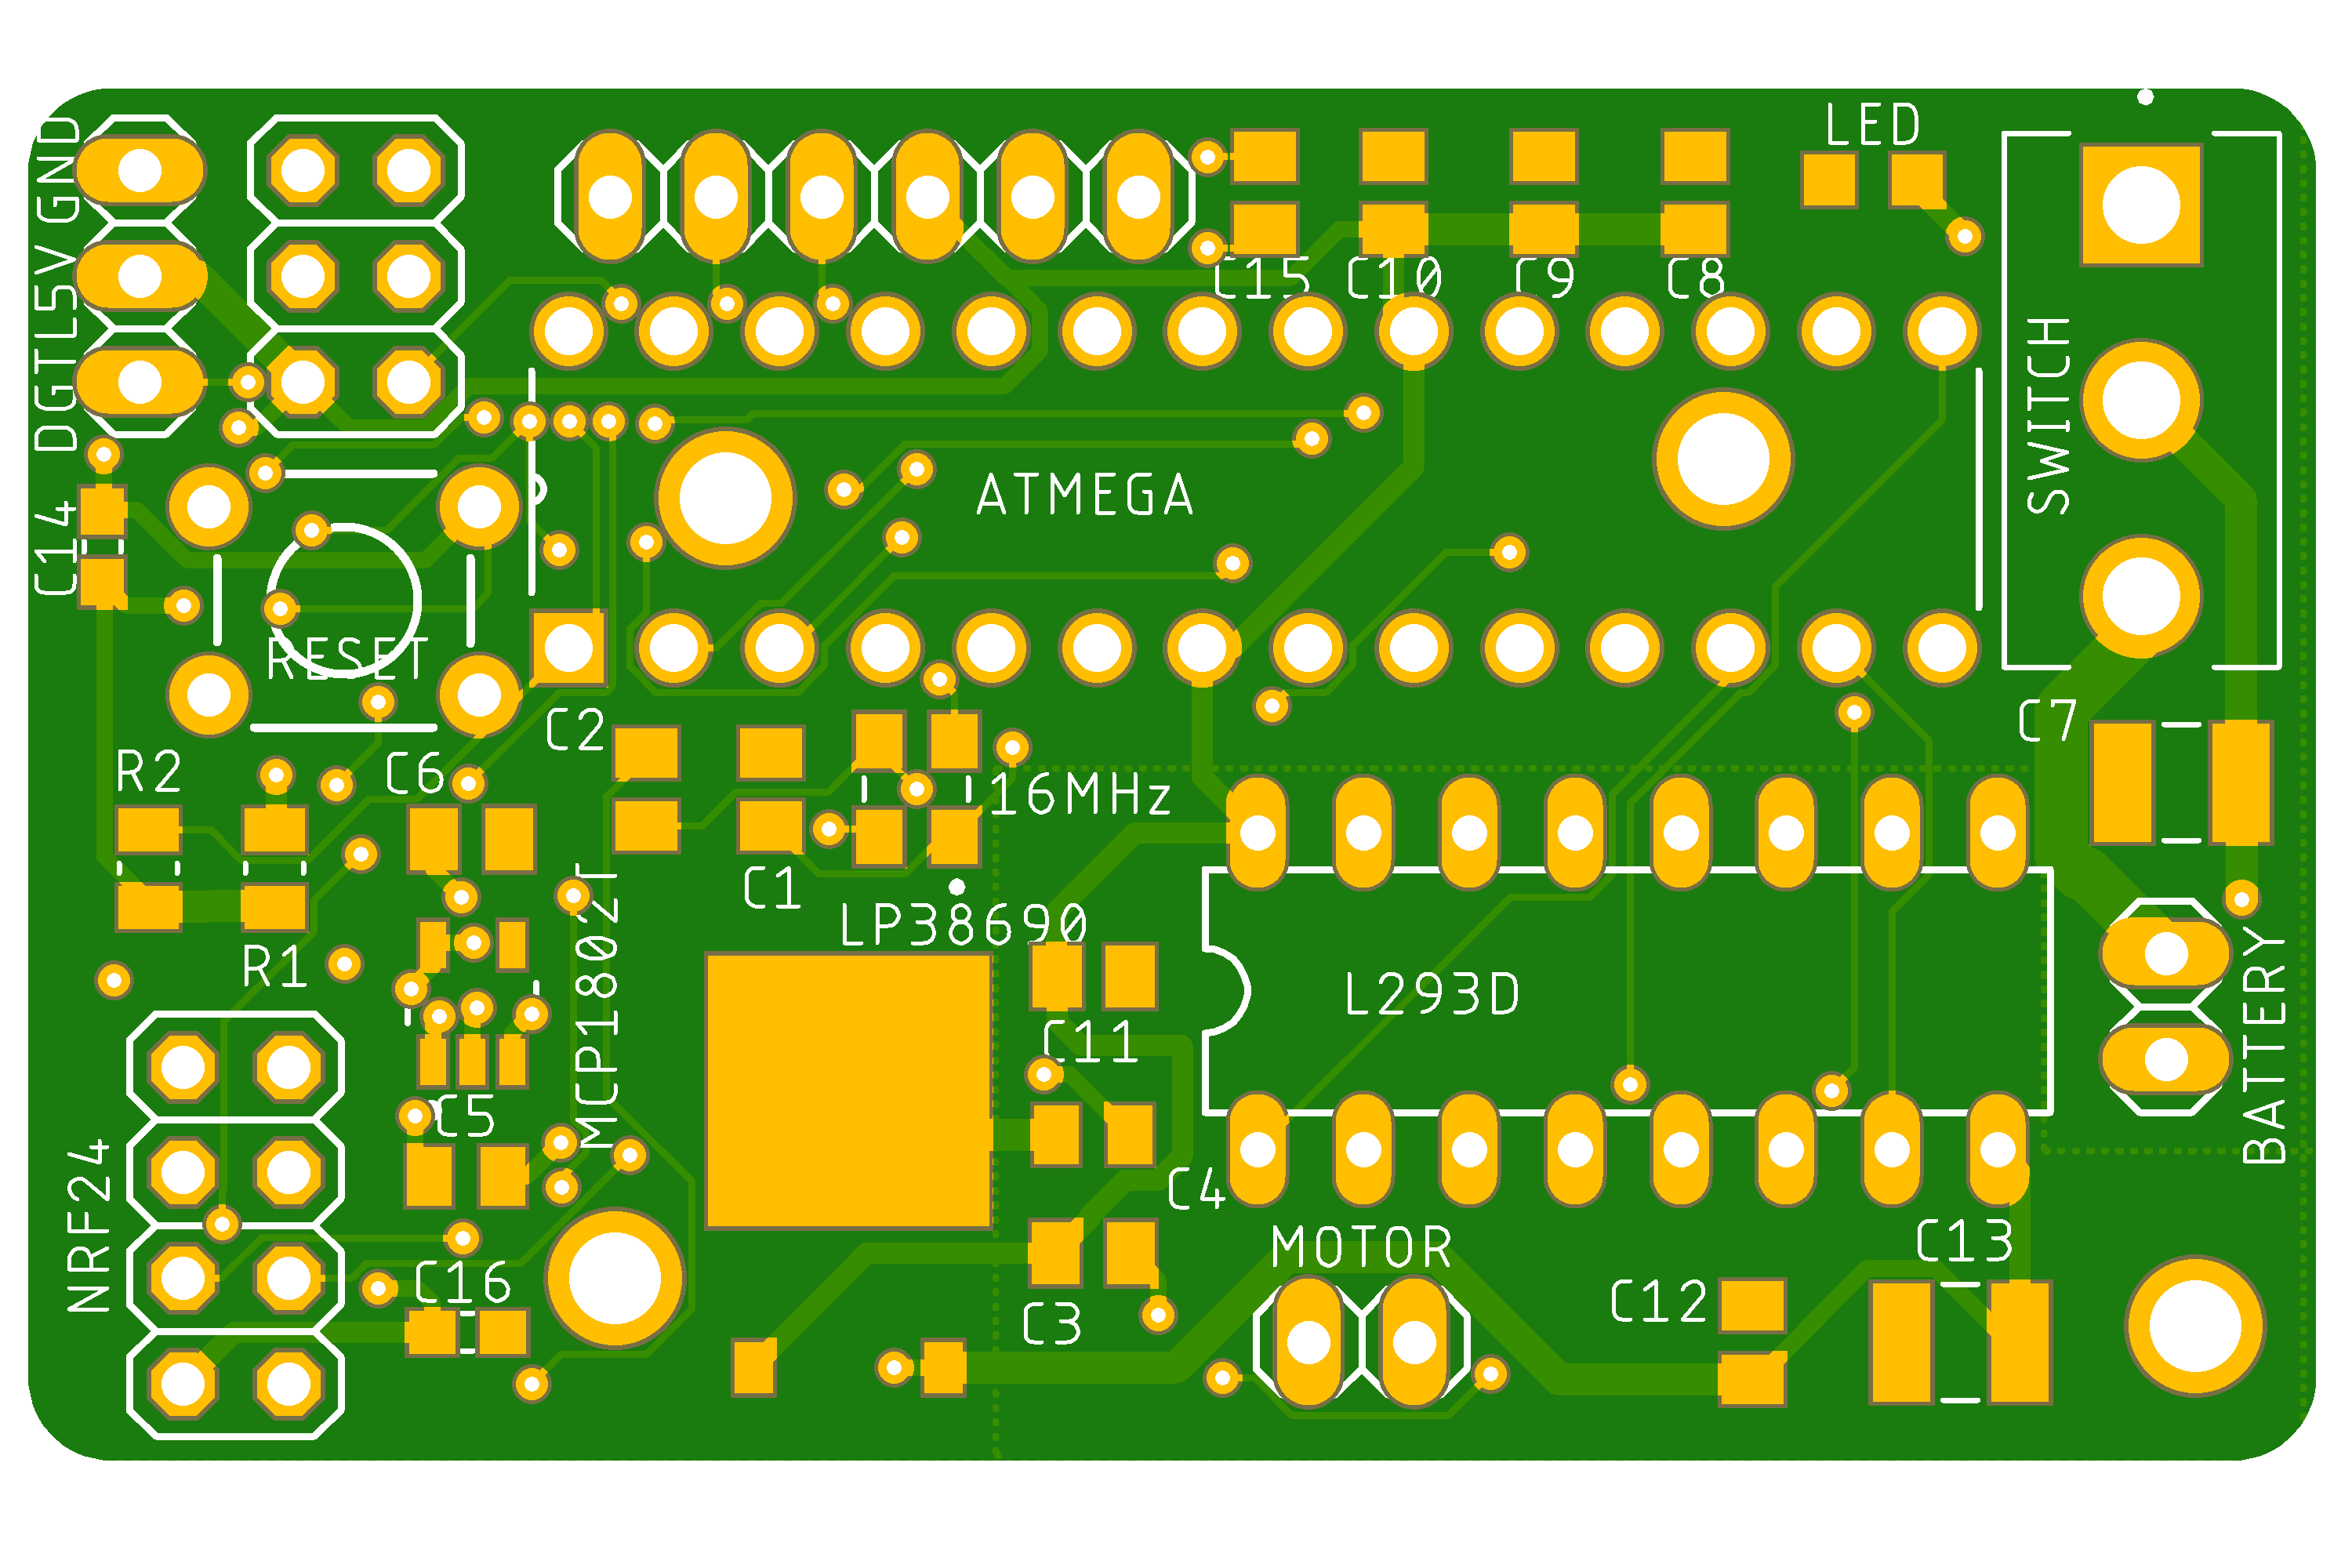 GND
5V
DGTL
LED
C15
C10
C9
C8
SWITCH
ATMEGA
C14
RESET
C2
C7
R2
C6
16MHz
C1
LP38690
R1
MCP1802T
L293D
C11
BATTERY
C5
NRF24
C4
MOTOR
C13
C16
C3
C12